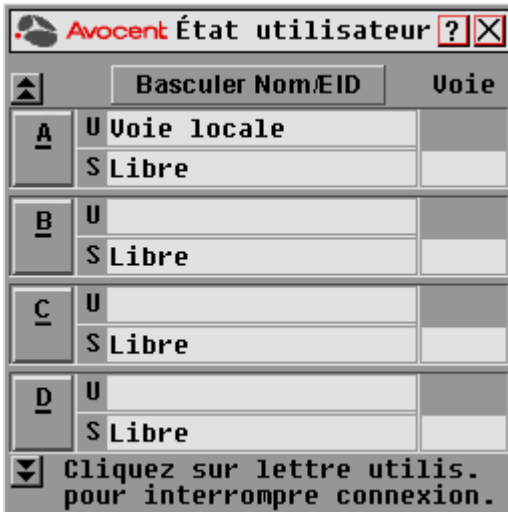 Avocent État utilisateur ? X
Basculer Nom/EID Voie
A U Voie locale
S Libre
B U
S Libre
C U
S Libre
D U
S Libre
Cliquez sur lettre utilis.
pour interrompre connexion.